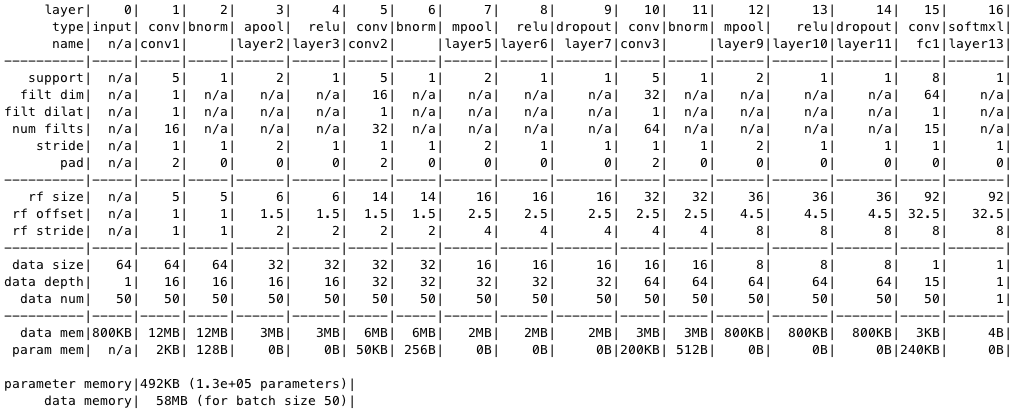 layer| 0| 1| 2| 3| 4| 5| 6| 7| 8| 9| 10| 11| 12| 13| 14| 15| 16|
type|input| conv|bnorm| apool| relu| conv|bnorm| mpool| relu|dropout| conv|bnorm| mpool| relu|dropout| conv|softmxl|
name| n/a|conv1| |layer2|layer3|conv2| |layer5|layer6| layer7|conv3| |layer9|layer10|layer11| fc1|layer13|
----------|-----|-----|-----|------|------|-----|-----|------|------|-------|-----|-----|------|-------|-------|-----|-------|
support| n/a| 5| 1| 2| 1| 5| 1| 2| 1| 1| 5| 1| 2| 1| 1| 8| 1|
filt dim| n/a| 1| n/a| n/a| n/a| 16| n/a| n/a| n/a| n/a| 32| n/a| n/a| n/a| n/a| 64| n/a|
filt dilat| n/a| 1| n/a| n/a| n/a| 1| n/a| n/a| n/a| n/a| 1| n/a| n/a| n/a| n/a| 1| n/a|
num filts| n/a| 16| n/a| n/a| n/a| 32| n/a| n/a| n/a| n/a| 64| n/a| n/a| n/a| n/a| 15| n/a|
stride| n/a| 1| 1| 2| 1| 1| 1| 2| 1| 1| 1| 1| 2| 1| 1| 1| 1|
pad| n/a| 2| 0| 0| 0| 2| 0| 0| 0| 0| 2| 0| 0| 0| 0| 0| 0|
----------|-----|-----|-----|------|------|-----|-----|------|------|-------|-----|-----|------|-------|-------|-----|-------|
rf size| n/a| 5| 5| 6| 6| 14| 14| 16| 16| 16| 32| 32| 36| 36| 36| 92| 92|
rf offset| n/a| 1| 1| 1.5| 1.5| 1.5| 1.5| 2.5| 2.5| 2.5| 2.5| 2.5| 4.5| 4.5| 4.5| 32.5| 32.5|
rf stride| n/a| 1| 1| 2| 2| 2| 2| 4| 4| 4| 4| 4| 8| 8| 8| 8| 8|
----------|-----|-----|-----|------|------|-----|-----|------|------|-------|-----|-----|------|-------|-------|-----|-------|
data size| 64| 64| 64| 32| 32| 32| 32| 16| 16| 16| 16| 16| 8| 8| 8| 1| 1|
data depth| 1| 16| 16| 16| 16| 32| 32| 32| 32| 32| 64| 64| 64| 64| 64| 15| 1|
data num| 50| 50| 50| 50| 50| 50| 50| 50| 50| 50| 50| 50| 50| 50| 50| 50| 1|
----------|-----|-----|-----|------|------|-----|-----|------|------|-------|-----|-----|------|-------|-------|-----|-------|
data mem|800KB| 12MB| 12MB| 3MB| 3MB| 6MB| 6MB| 2MB| 2MB| 2MB| 3MB| 3MB| 800KB| 800KB| 800KB| 3KB| 4B|
param mem| n/a| 2KB| 128B| 0B| 0B| 50KB| 256B| 0B| 0B| 0B|200KB| 512B| 0B| 0B| 0B|240KB| 0B|
parameter memory|492KB (1.3e+05 parameters)|
data memory| 58MB (for batch size 50)|